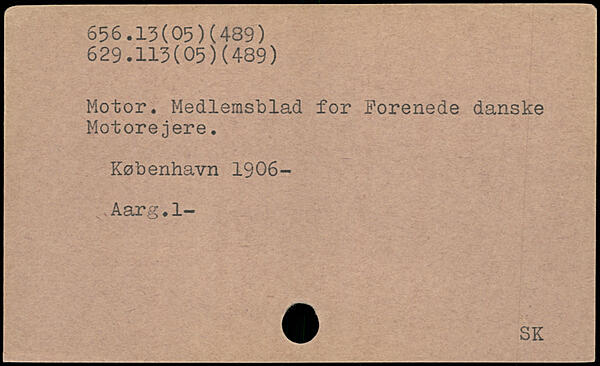 656.13(05)(489)
629.113(05)(489)
Motor. Medlemsblad for Forenede danske
Motorejere.
København 1906-
Aarg.1-
SK